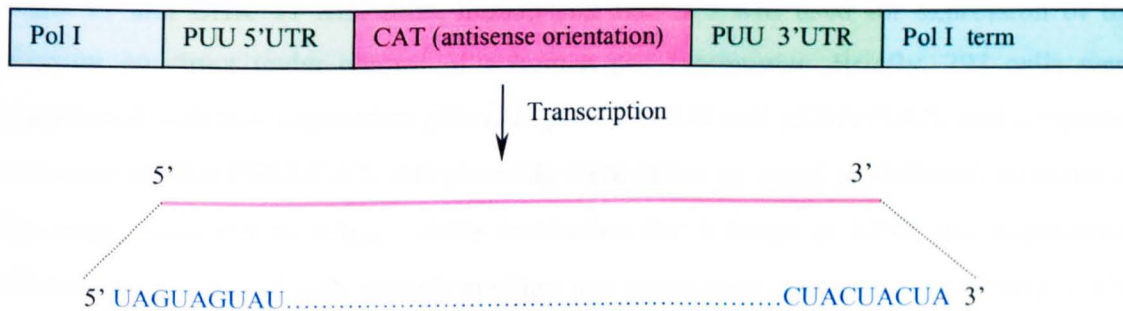 Pol I PUU 5’UTR CAT (antisense orientation) PUU 3’UTR Pol I term
Transcription
5’ 3’
5’ UAGUAGUAU……………………………………………………CUACUACUA 3’